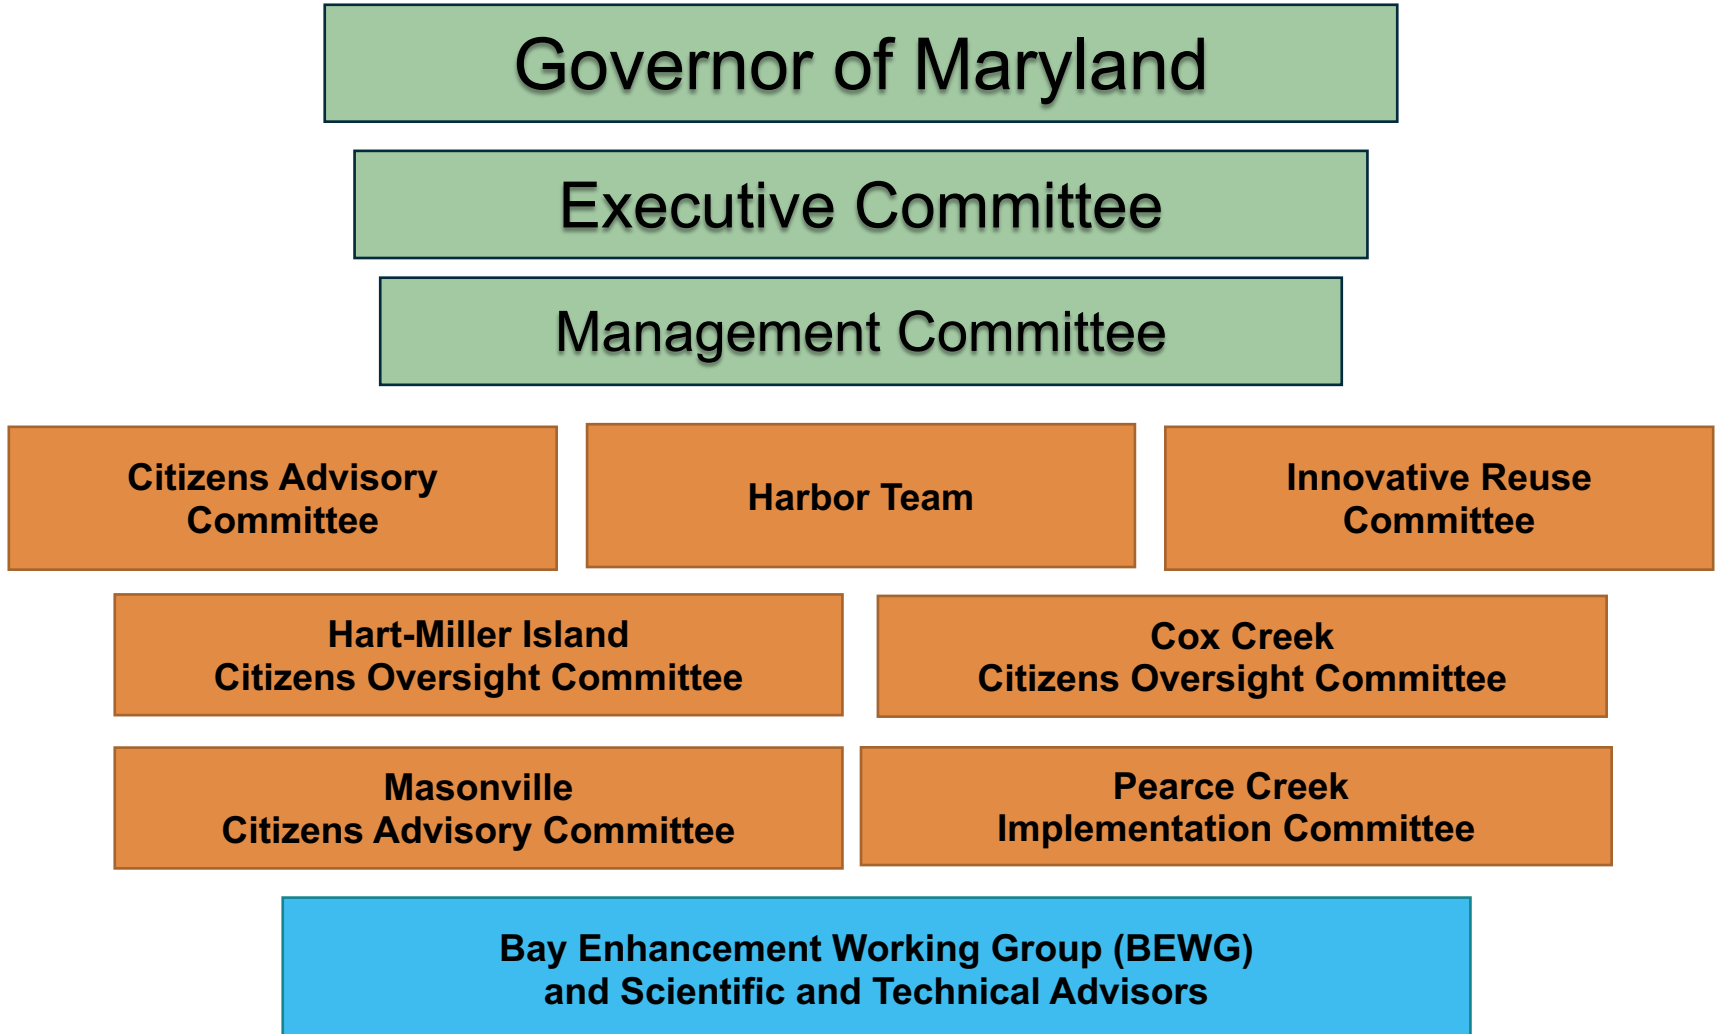 Governor of Maryland
Executive Committee
Management Committee
Citizens Advisory
Committee
Harbor Team
Innovative Reuse
Committee
Hart-Miller Island
Citizens Oversight Committee
Cox Creek
Citizens Oversight Committee
Masonville
Citizens Advisory Committee
Pearce Creek
Implementation Committee
Bay Enhancement Working Group (BEWG)
and Scientific and Technical Advisors